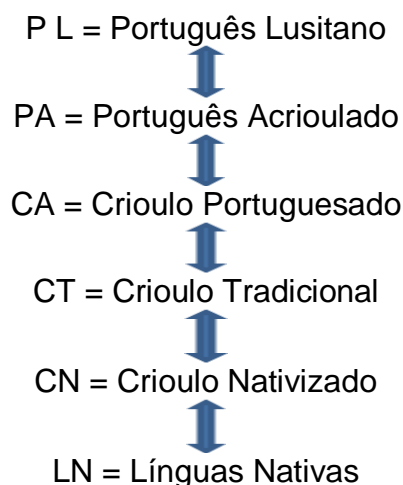 P L = Português Lusitano
PA = Português Acrioulado
CA = Crioulo Portuguesado
CT = Crioulo Tradicional
CN = Crioulo Nativizado
LN = Línguas Nativas